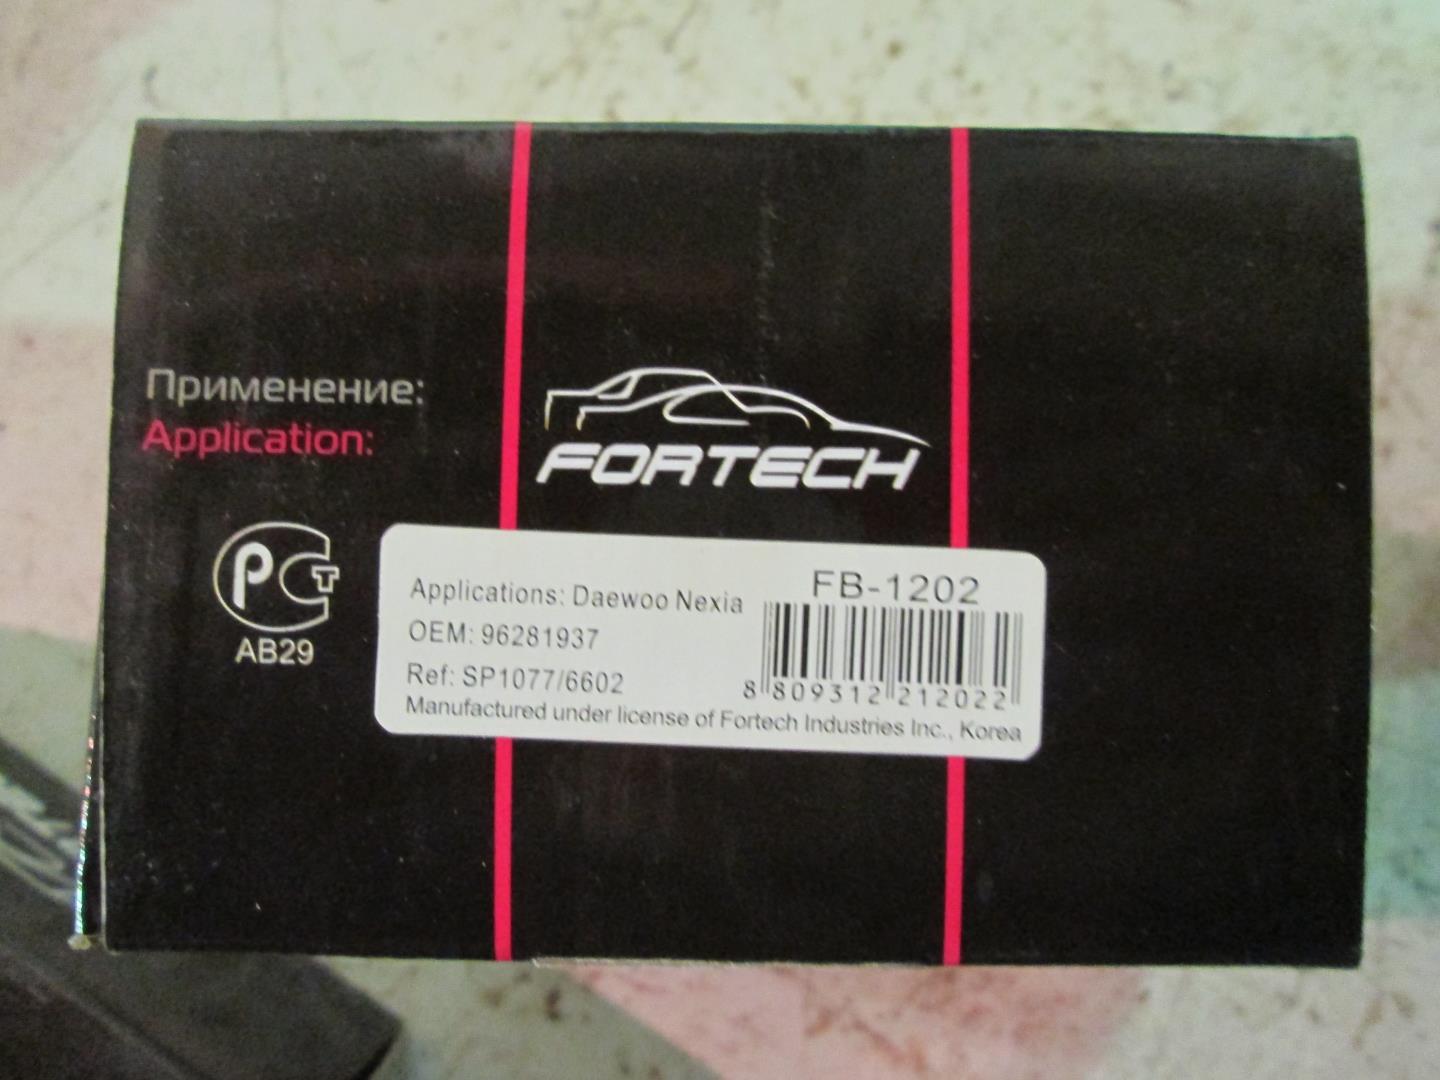 Применение:
Application:
FORTECH
РСТ
AB29
Applications: Daewoo Nexia
OEM: 96281937
Ref: SP1077/6602
Manufactured under license of Fortech Industries Inc., Korea
FB-1202
8 809312 212022